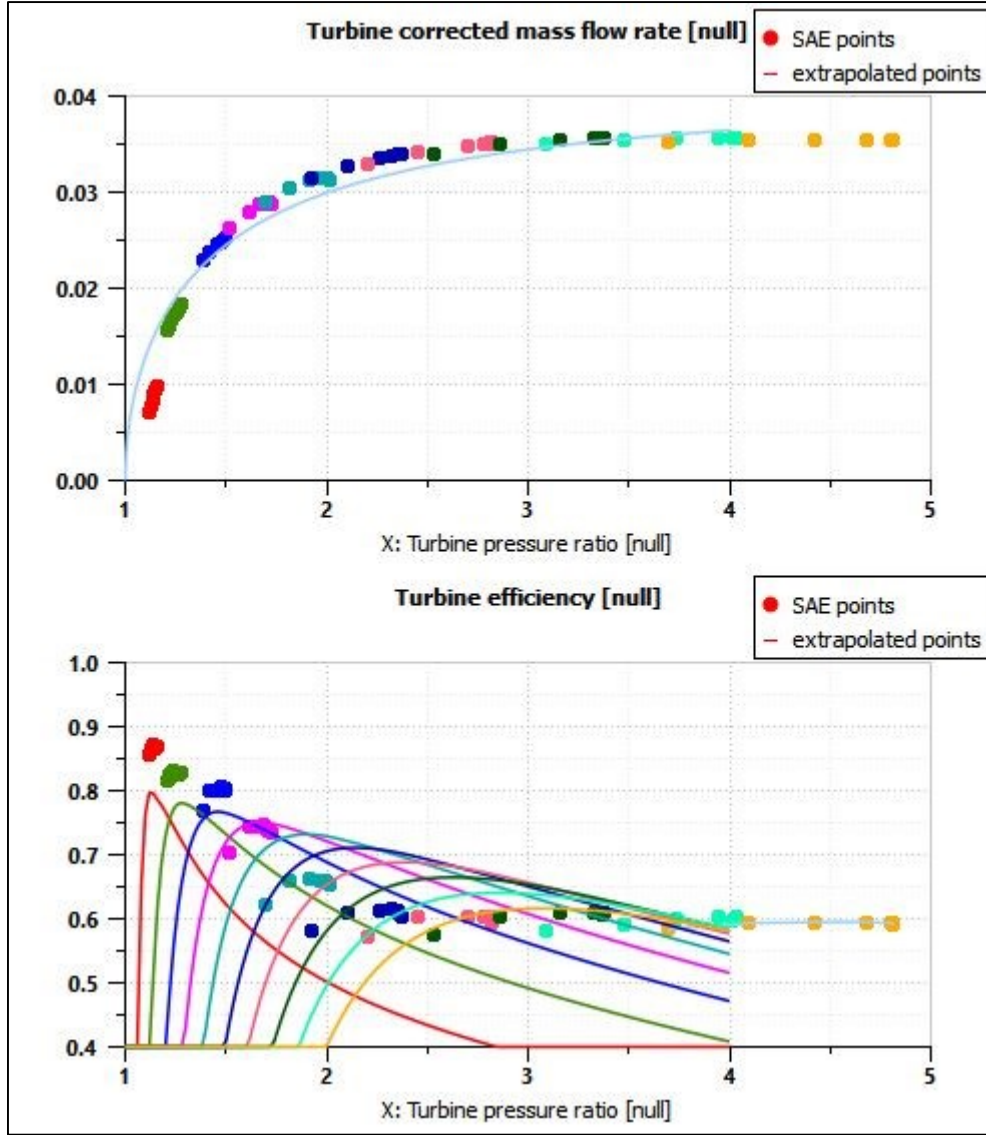 Turbine corrected mass flow rate [null]
SAE points
extrapolated points
0.04
0.03
0.02
0.01
0.00
1 2 3 4 5
X: Turbine pressure ratio [null]
Turbine efficiency [null]
SAE points
extrapolated points
1.0
0.9
0.8
0.7
0.6
0.5
0.4
1 2 3 4 5
X: Turbine pressure ratio [null]